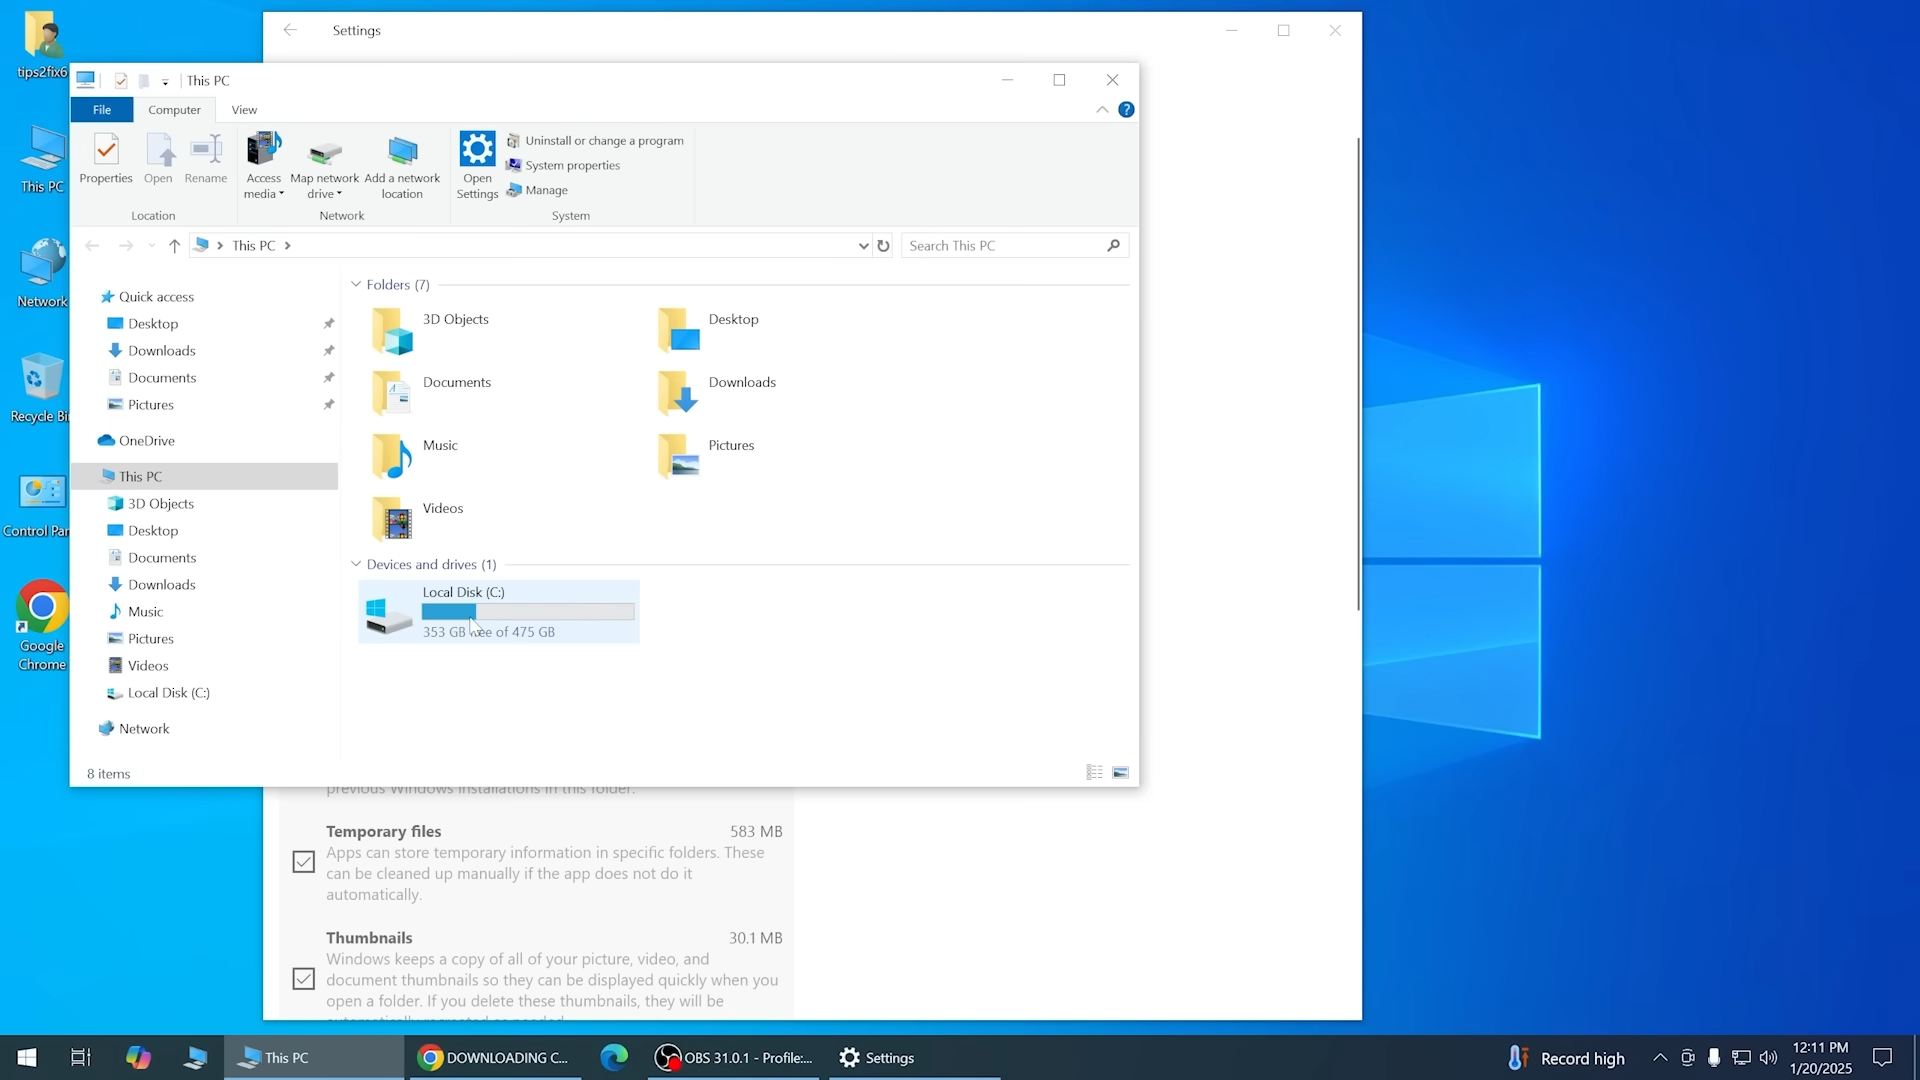 tips2fix6
This PC
Network
Recycle Bi
Control Pan
Google
Chrome
Settings
This PC
File
Computer
View
Properties
Open
Rename
Access
media
Map network
drive
Add a network
location
Open
Settings
Uninstall or change a program
System properties
Manage
Location
Network
System
This PC
Search This PC
Quick access
Desktop
Downloads
Documents
Pictures
OneDrive
This PC
3D Objects
Desktop
Documents
Downloads
Music
Pictures
Videos
Local Disk (C:)
Network
8 items
Folders (7)
3D Objects
Desktop
Documents
Downloads
Music
Pictures
Videos
Devices and drives (1)
Local Disk (C:)
353 GB free of 475 GB
previous Windows installations in this folder.
Temporary files 583 MB
Apps can store temporary information in specific folders. These
can be cleaned up manually if the app does not do it
automatically.
Thumbnails 30.1 MB
Windows keeps a copy of all of your picture, video, and
document thumbnails so they can be displayed quickly when you
open a folder. If you delete these thumbnails, they will be
automatically recreated as needed.
This PC
DOWNLOADING C...
OBS 31.0.1 - Profile:...
Settings
Record high
12:11 PM
1/20/2025